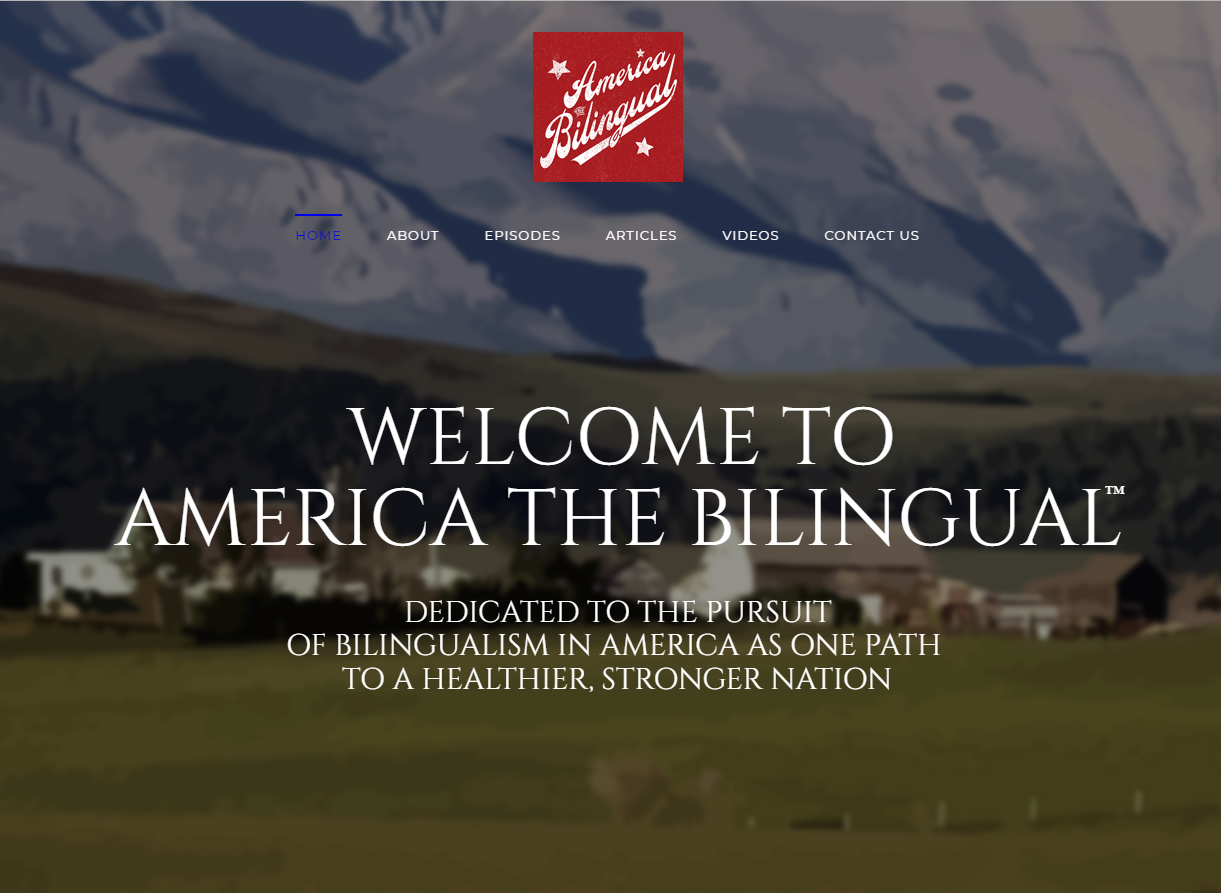 America
THE
Bilingual
HOME ABOUT EPISODES ARTICLES VIDEOS CONTACT US
WELCOME TO
AMERICA THE BILINGUAL™
DEDICATED TO THE PURSUIT
OF BILINGUALISM IN AMERICA AS ONE PATH
TO A HEALTHIER, STRONGER NATION